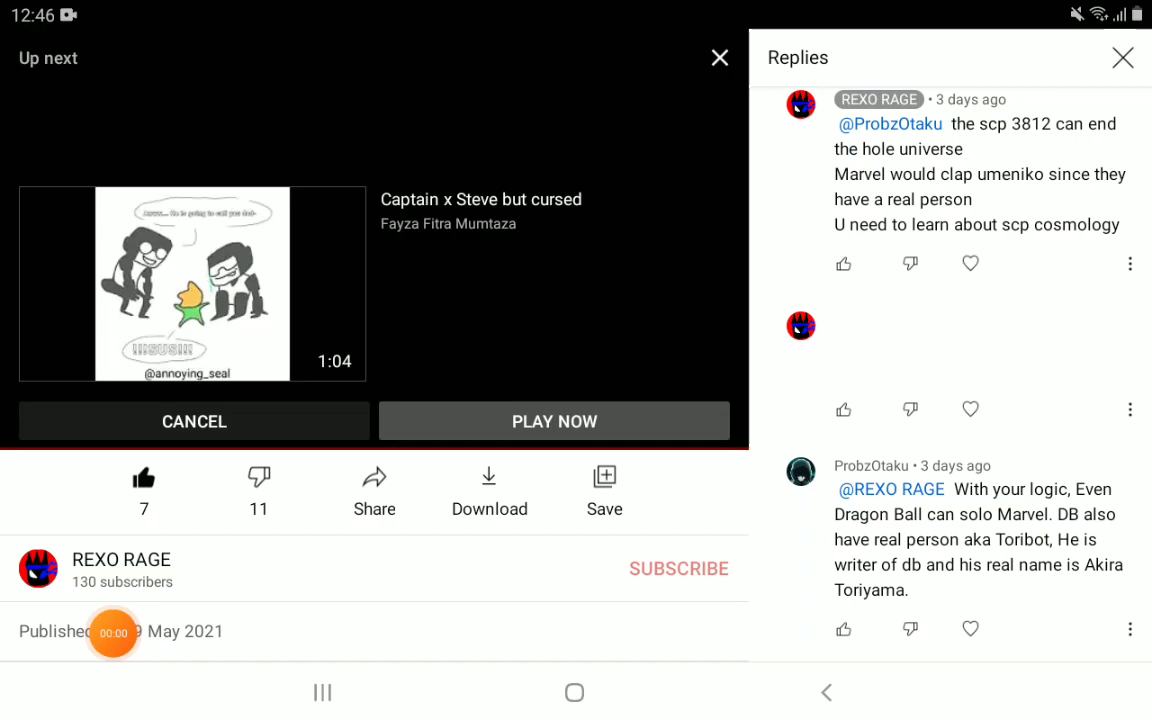 12:46
Up next
Captain x Steve but cursed
Fayza Fitra Mumtaza
!!!SUS!!!
1:04
@annoying_seal
CANCEL
PLAY NOW
7
11
Share
Download
Save
REXO RAGE
130 subscribers
SUBSCRIBE
Published 9 May 2021
00:00
Replies
REXO RAGE • 3 days ago
@ProbzOtaku the scp 3812 can end
the hole universe
Marvel would clap umeniko since they
have a real person
U need to learn about scp cosmology
ProbzOtaku • 3 days ago
@REXO RAGE With your logic, Even
Dragon Ball can solo Marvel. DB also
have real person aka Toribot, He is
writer of db and his real name is Akira
Toriyama.